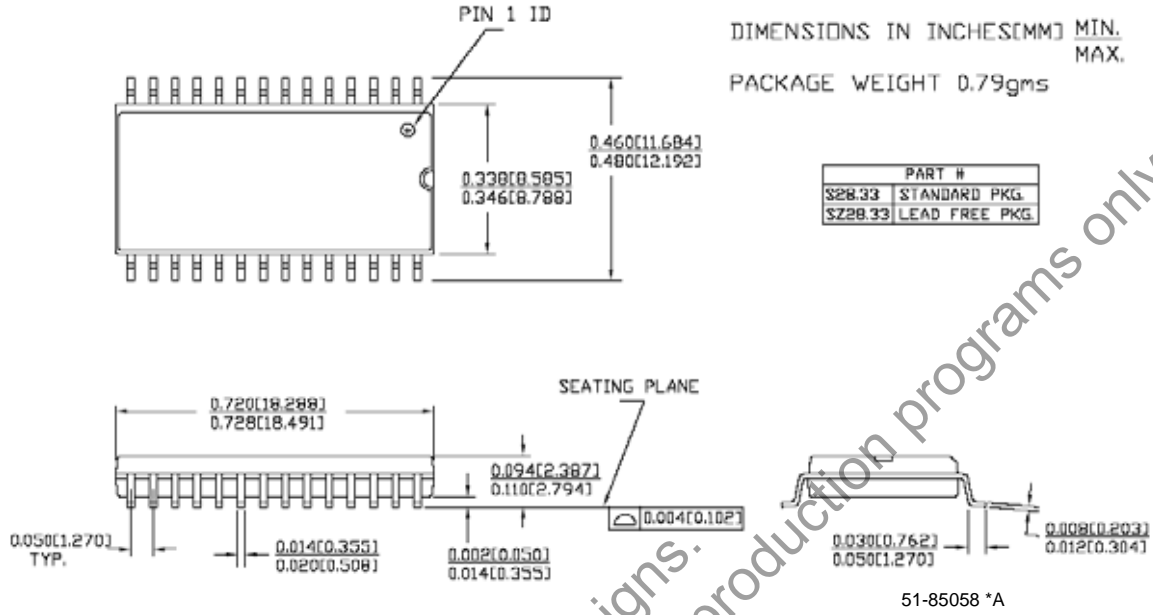 PIN 1 ID
DIMENSIONS IN INCHES[MM] MIN.
MAX.
PACKAGE WEIGHT 0.79gms
0.460[11.684]
0.480[12.192]
0.338[8.585]
0.346[8.788]
PART #
S28.33 STANDARD PKG.
SZ28.33 LEAD FREE PKG.
SEATING PLANE
0.720[18.288]
0.728[18.491]
0.094[2.387]
0.110[2.794]
0.004[0.102]
0.050[1.270]
TYP.
0.014[0.355]
0.020[0.508]
0.002[0.050]
0.014[0.355]
0.030[0.762]
0.050[1.270]
0.008[0.203]
0.012[0.304]
51-85058 *A
igns.
production programs only